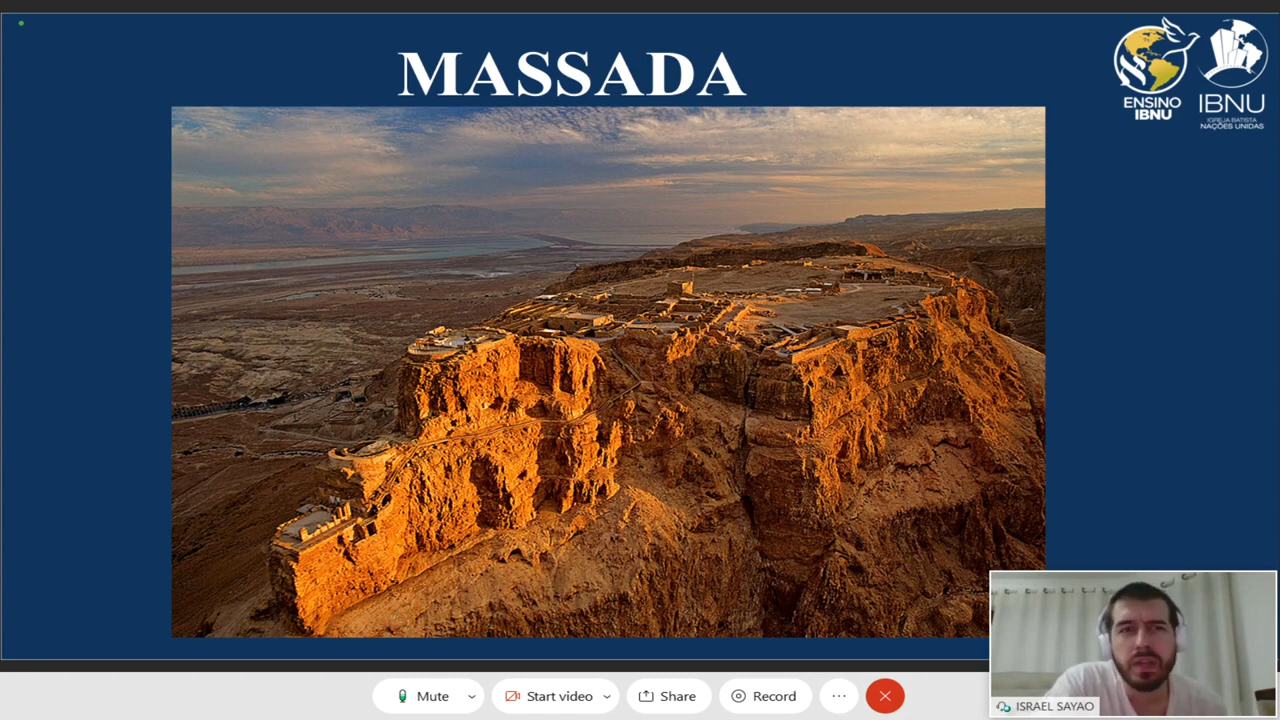 MASSADA
ENSINO
IBNU
IBNU
IGREJA BATISTA
NAÇÕES UNIDAS
Mute
Start video
Share
Record
ISRAEL SAYAO